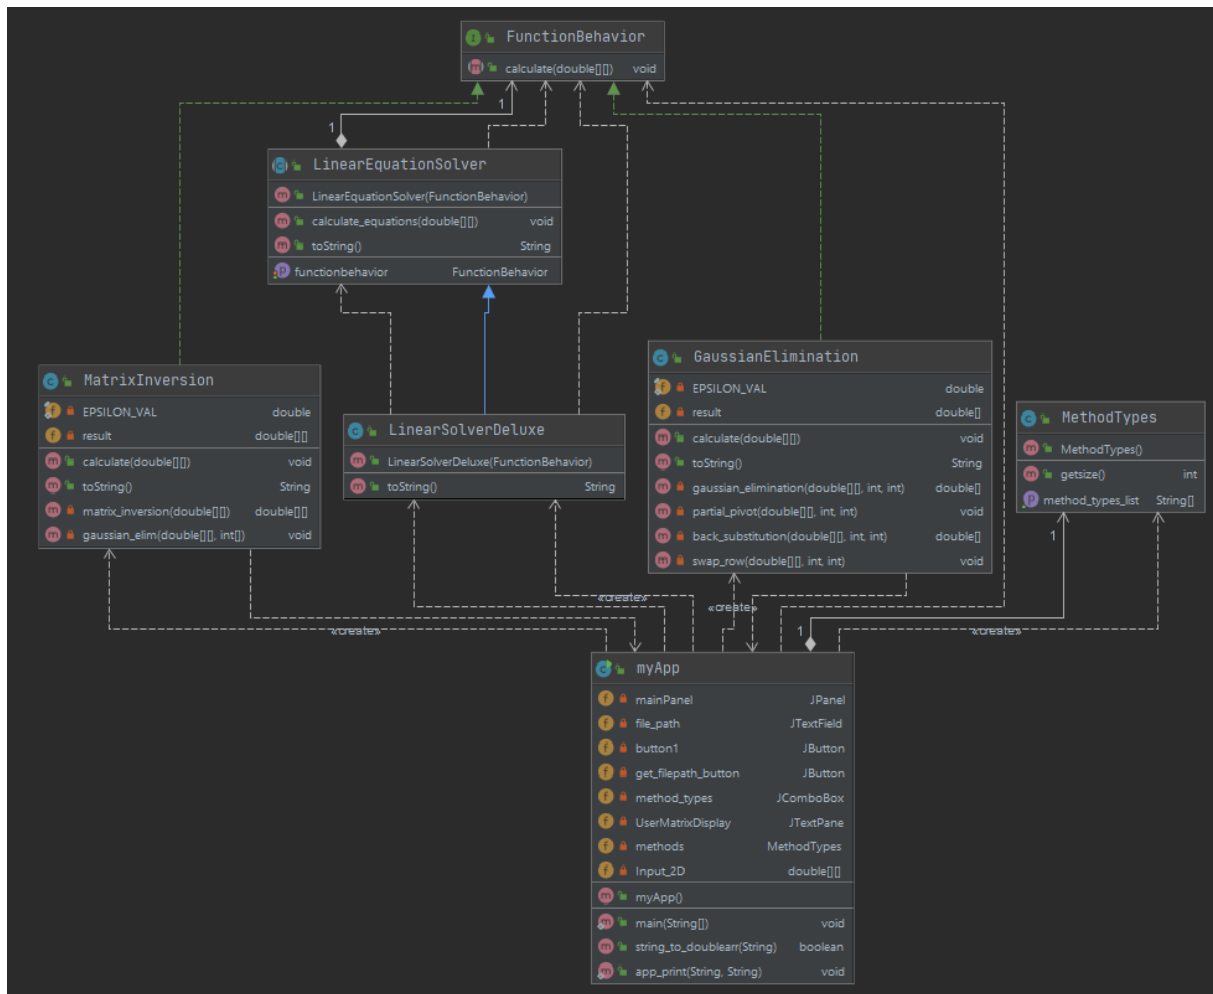 FunctionBehavior
calculate(double[][]) void
1
1
LinearEquationSolver
LinearEquationSolver(FunctionBehavior)
calculate_equations(double[][]) void
toString() String
functionbehavior FunctionBehavior
MatrixInversion
EPSILON_VAL double
result double[][]
calculate(double[][]) void
toString() String
matrix_inversion(double[][]) double[][]
gaussian_elim(double[][], int[]) void
LinearSolverDeluxe
LinearSolverDeluxe(FunctionBehavior)
toString() String
GaussianElimination
EPSILON_VAL double
result double[]
calculate(double[][]) void
toString() String
gaussian_elimination(double[][], int, int) double[]
partial_pivot(double[][], int, int) void
back_substitution(double[][], int, int) double[]
swap_row(double[][], int, int) void
MethodTypes
MethodTypes()
getsize() int
method_types_list String[]
1
«create»
«create»
«create»
1
«create»
myApp
mainPanel JPanel
file_path JTextField
button1 JButton
get_filepath_button JButton
method_types JComboBox
UserMatrixDisplay JTextPane
methods MethodTypes
Input_2D double[][]
myApp()
main(String[]) void
string_to_doublearr(String) boolean
app_print(String, String) void